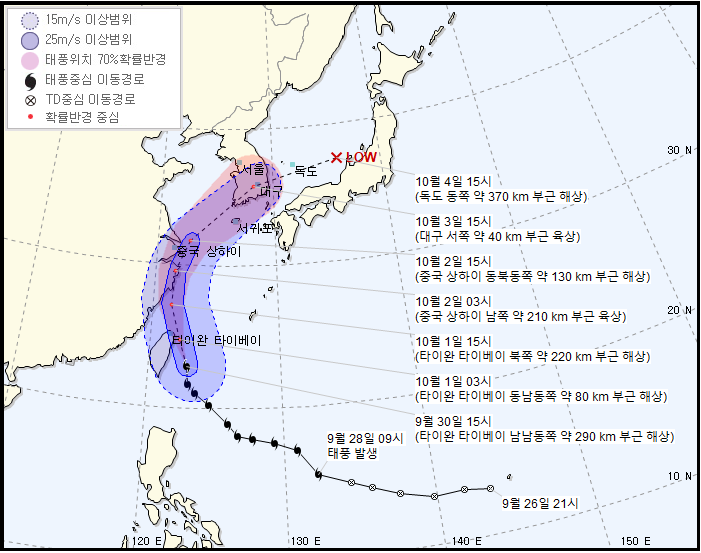 15m/s 이상범위
25m/s 이상범위
태풍위치 70%확률반경
태풍중심 이동경로
TD중심 이동경로
확률반경 중심
30 N
LOW
서울
독도
대구
10월 4일 15시
(독도 동쪽 약 370 km 부근 해상)
서귀포
10월 3일 15시
(대구 서쪽 약 40 km 부근 육상)
중국 상하이
10월 2일 15시
(중국 상하이 동북동쪽 약 130 km 부근 해상)
10월 2일 03시
(중국 상하이 남쪽 약 210 km 부근 육상)
20 N
타이완 타이베이
10월 1일 15시
(타이완 타이베이 북쪽 약 220 km 부근 해상)
10월 1일 03시
(타이완 타이베이 동남동쪽 약 80 km 부근 해상)
9월 30일 15시
(타이완 타이베이 남남동쪽 약 290 km 부근 해상)
9월 28일 09시
태풍 발생
10 N
9월 26일 21시
120 E
130 E
140 E
150 E